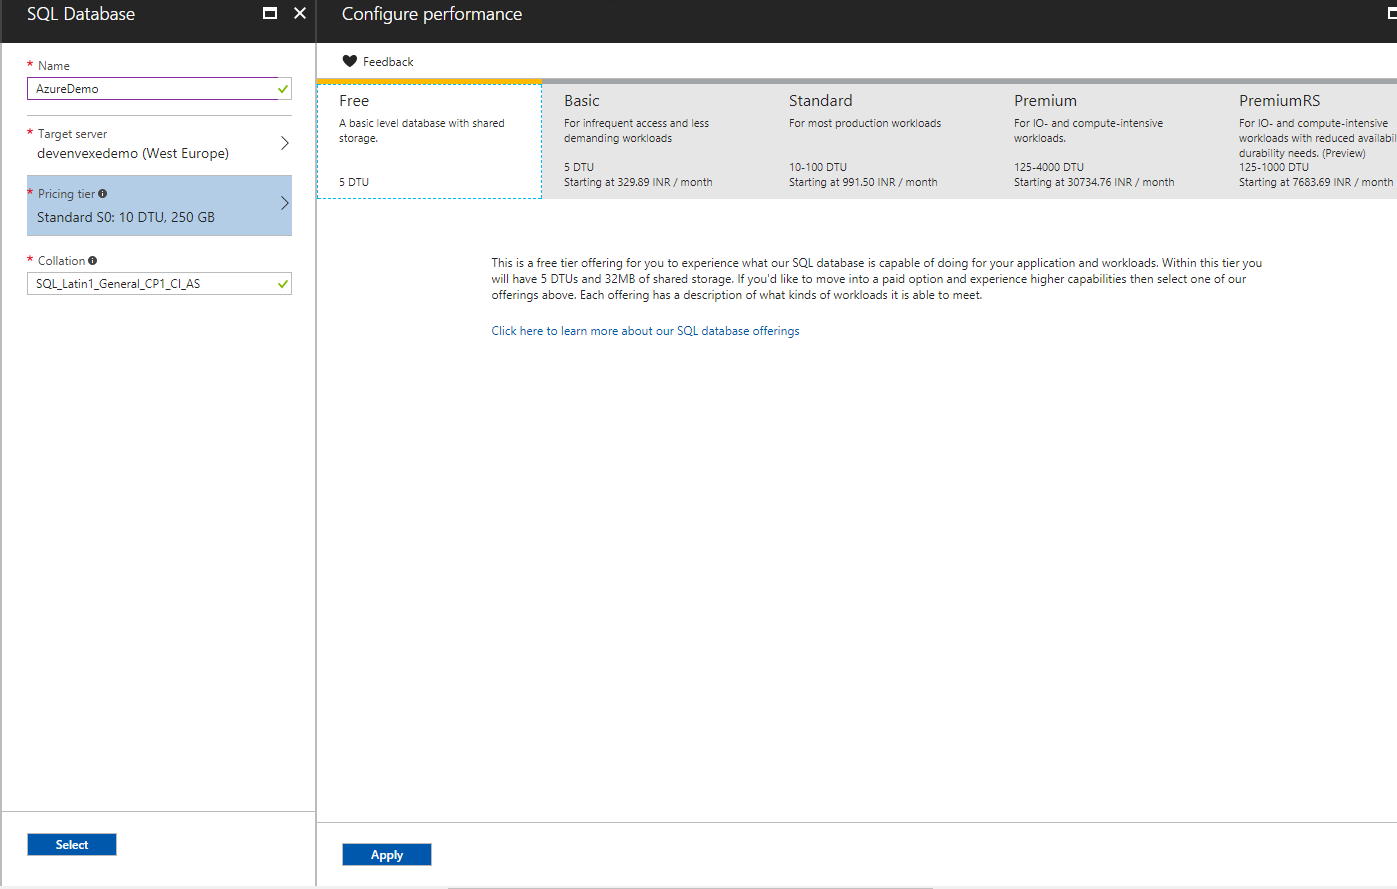 SQL Database
* Name
AzureDemo
* Target server
devenvexedemo (West Europe)
* Pricing tier
Standard S0: 10 DTU, 250 GB
* Collation
SQL_Latin1_General_CP1_CI_AS
Select
Configure performance
Feedback
Free
A basic level database with shared
storage.
5 DTU
Basic
For infrequent access and less
demanding workloads
5 DTU
Starting at 329.89 INR / month
Standard
For most production workloads
10-100 DTU
Starting at 991.50 INR / month
Premium
For IO- and compute-intensive
workloads.
125-4000 DTU
Starting at 30734.76 INR / month
PremiumRS
For IO- and compute-intensive
workloads with reduced availabil
durability needs. (Preview)
125-1000 DTU
Starting at 7683.69 INR / month
This is a free tier offering for you to experience what our SQL database is capable of doing for your application and workloads. Within this tier you
will have 5 DTUs and 32MB of shared storage. If you'd like to move into a paid option and experience higher capabilities then select one of our
offerings above. Each offering has a description of what kinds of workloads it is able to meet.
Click here to learn more about our SQL database offerings
Apply